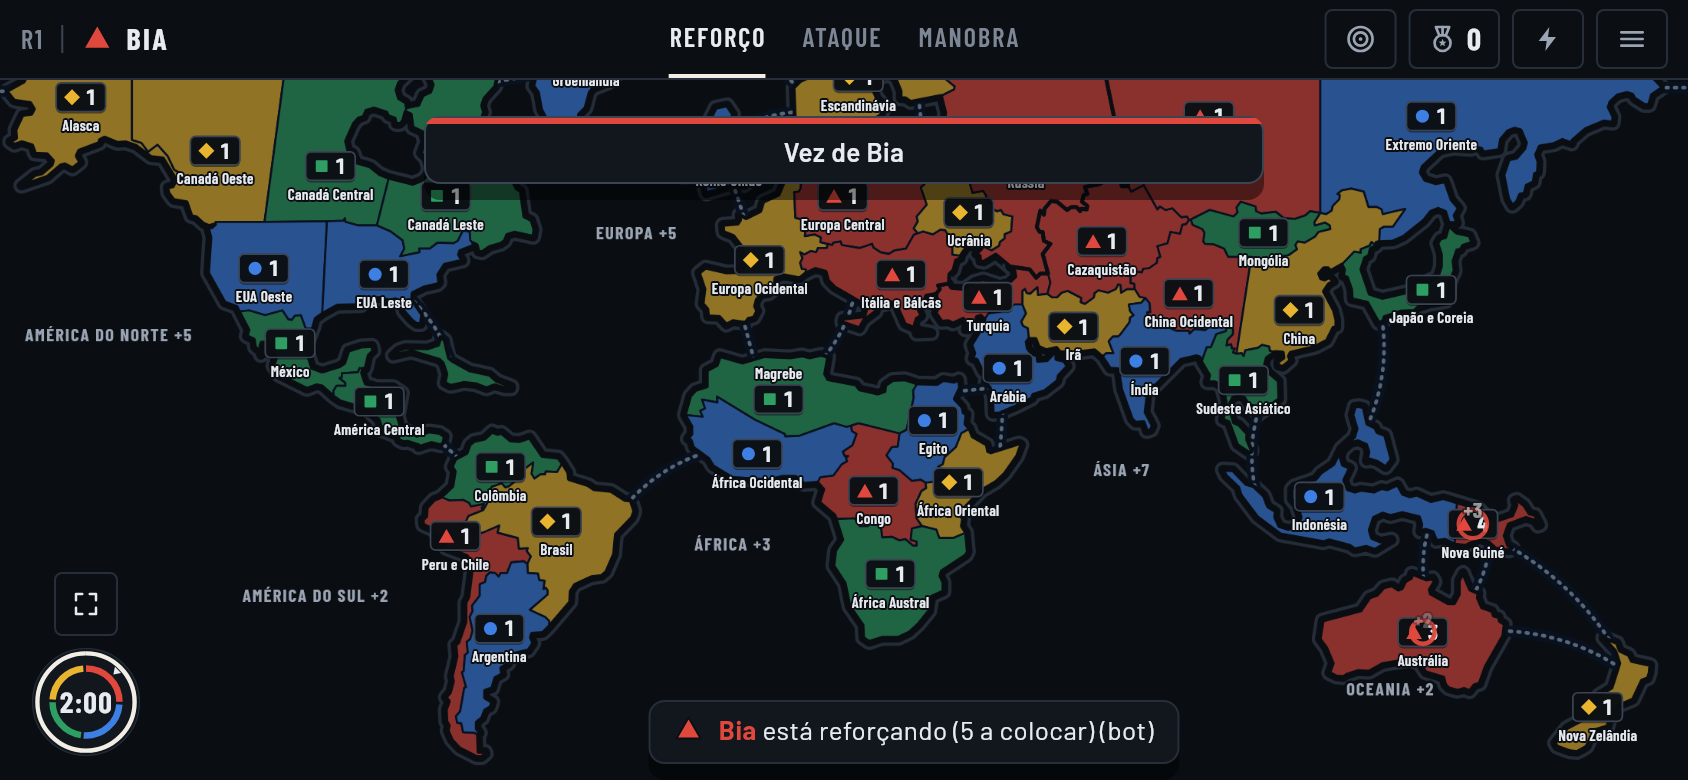 R1
BIA
REFORÇO
ATAQUE
MANOBRA
0
Groenlândia
1
Alasca
Escandinávia
1
Extremo Oriente
1
Canadá Oeste
1
Canadá Central
Vez de Bia
Rússia
1
Canadá Leste
1
Europa Central
1
Ucrânia
EUROPA +5
1
Cazaquistão
1
Mongólia
1
EUA Oeste
1
EUA Leste
1
Europa Ocidental
1
Itália e Bálcãs
1
Turquia
1
China Ocidental
1
China
1
Japão e Coreia
AMÉRICA DO NORTE +5
1
México
1
Irã
1
Índia
1
Arábia
Magrebe
1
1
América Central
1
Sudeste Asiático
1
Egito
1
África Ocidental
ÁSIA +7
1
Colômbia
1
Brasil
1
Congo
1
África Oriental
1
Indonésia
+3
4
Nova Guiné
1
Peru e Chile
ÁFRICA +3
AMÉRICA DO SUL +2
1
África Austral
1
Argentina
+2
3
Austrália
OCEANIA +2
1
Nova Zelândia
2:00
Bia está reforçando (5 a colocar) (bot)